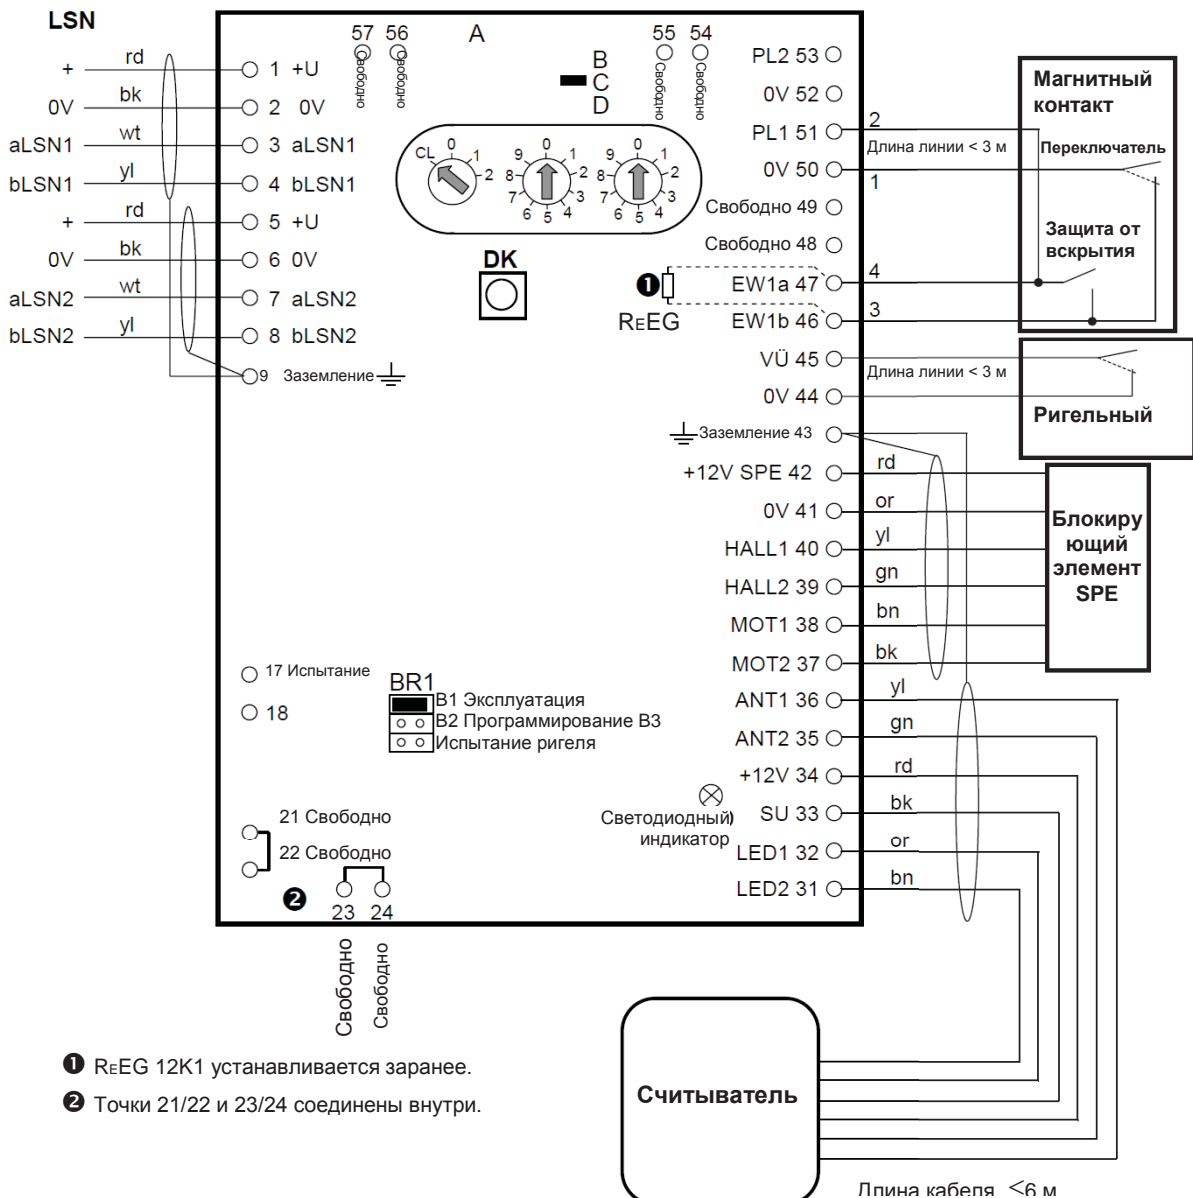 LSN
57 56
A
55 54
Свободно
Свободно
Свободно
Свободно
B
C
D
+ rd 1 +U
0V bk 2 0V
aLSN1 wt 3 aLSN1
bLSN1 yl 4 bLSN1
+ rd 5 +U
0V bk 6 0V
aLSN2 wt 7 aLSN2
bLSN2 yl 8 bLSN2
9 Заземление
CL 0 1 2
0 1 2 3 4 5 6 7 8 9
0 1 2 3 4 5 6 7 8 9
DK
❶
REEG
PL2 53
0V 52
PL1 51 2
Длина линии < 3 м
0V 50 1
Свободно 49
Свободно 48
EW1a 47 4
EW1b 46 3
VÜ 45
Длина линии < 3 м
0V 44
Заземление 43
+12V SPE 42 rd
0V 41 or
HALL1 40 yl
HALL2 39 gn
MOT1 38 bn
MOT2 37 bk
ANT1 36 yl
ANT2 35 gn
+12V 34 rd
SU 33 bk
LED1 32 or
LED2 31 bn
Магнитный
контакт
Переключатель
Защита от
вскрытия
Ригельный
Блокиру
ющий
элемент
SPE
17 Испытание
18
BR1
B1 Эксплуатация
B2 Программирование B3
Испытание ригеля
Светодиодный)
индикатор
21 Свободно
22 Свободно
❷
23 24
Свободно
Свободно
❶ REEG 12K1 устанавливается заранее.
❷ Точки 21/22 и 23/24 соединены внутри.
Считыватель
Длина кабеля ≤6 м